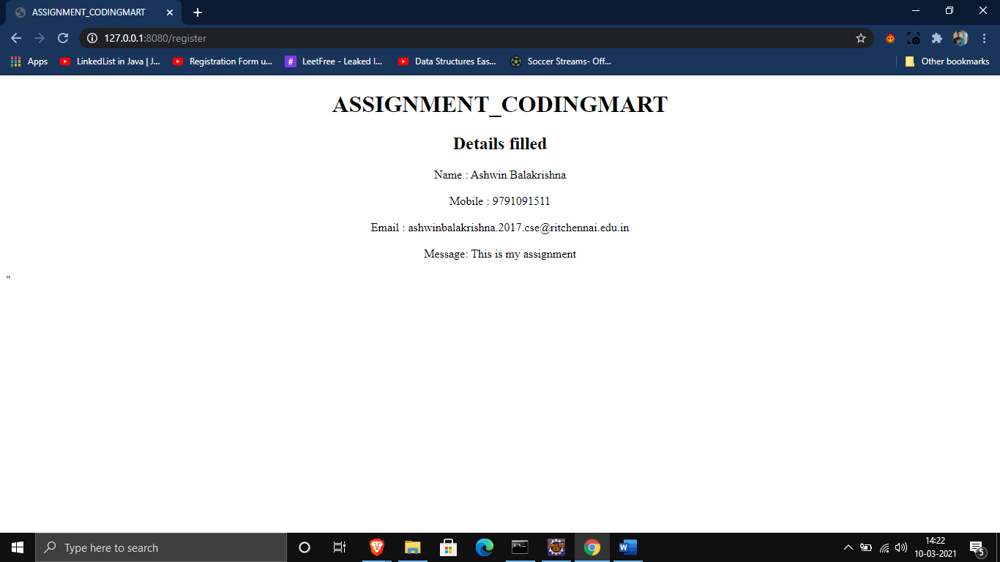 ASSIGNMENT_CODINGMART
127.0.0.1:8080/register
Apps LinkedList in Java | J... Registration Form u... # LeetFree - Leaked I... Data Structures Eas... Soccer Streams- Off... Other bookmarks
ASSIGNMENT_CODINGMART
Details filled
Name : Ashwin Balakrishna
Mobile : 9791091511
Email : ashwinbalakrishna.2017.cse@ritchennai.edu.in
Message: This is my assignment
"
Type here to search
14:22
10-03-2021
5